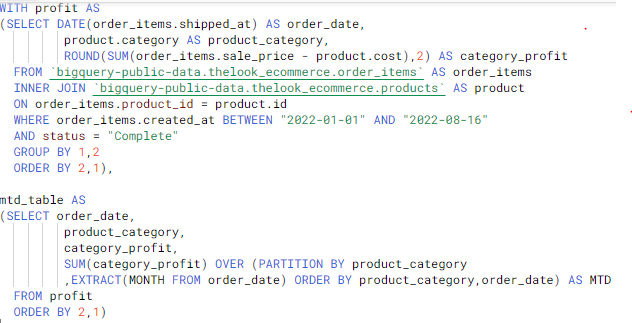 WITH profit AS
(SELECT DATE(order_items.shipped_at) AS order_date,
product.category AS product_category,
ROUND(SUM(order_items.sale_price - product.cost),2) AS category_profit
FROM `bigquery-public-data.thelook_ecommerce.order_items` AS order_items
INNER JOIN `bigquery-public-data.thelook_ecommerce.products` AS product
ON order_items.product_id = product.id
WHERE order_items.created_at BETWEEN "2022-01-01" AND "2022-08-16"
AND status = "Complete"
GROUP BY 1,2
ORDER BY 2,1),
mtd_table AS
(SELECT order_date,
product_category,
category_profit,
SUM(category_profit) OVER (PARTITION BY product_category
,EXTRACT(MONTH FROM order_date) ORDER BY product_category,order_date) AS MTD
FROM profit
ORDER BY 2,1)